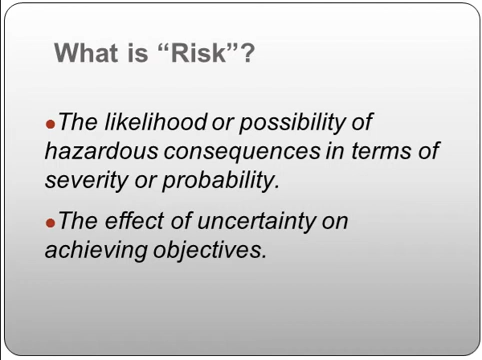 What is “Risk”?
●The likelihood or possibility of
hazardous consequences in terms of
severity or probability.
●The effect of uncertainty on
achieving objectives.